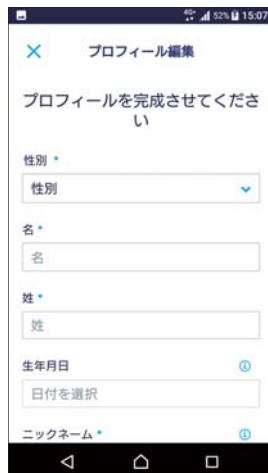 4G+ 52% 15:07
プロフィール編集
プロフィールを完成させてくださ
い
性別 *
性別
名 *
名
姓 *
姓
生年月日
日付を選択
ニックネーム *